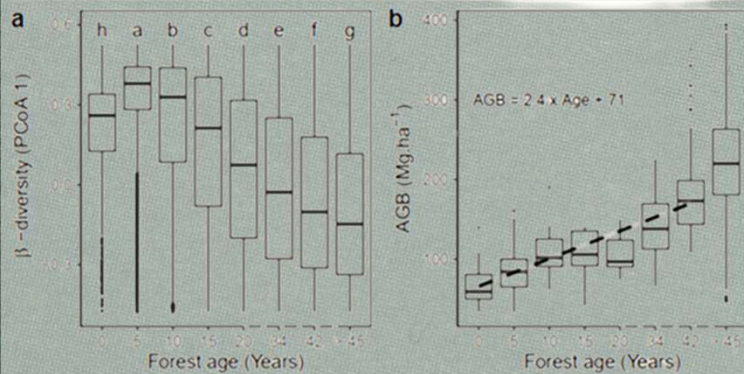 a
h a b c d e f g
0.6
0.3
0.0
0.3
β -diversity (PCoA 1)
0 5 10 15 20 34 42 >45
Forest age (Years)
b
400
300
200
100
AGB (Mg.ha⁻¹)
AGB = 2.4 x Age + 71
0 5 10 15 20 34 42 >45
Forest age (Years)